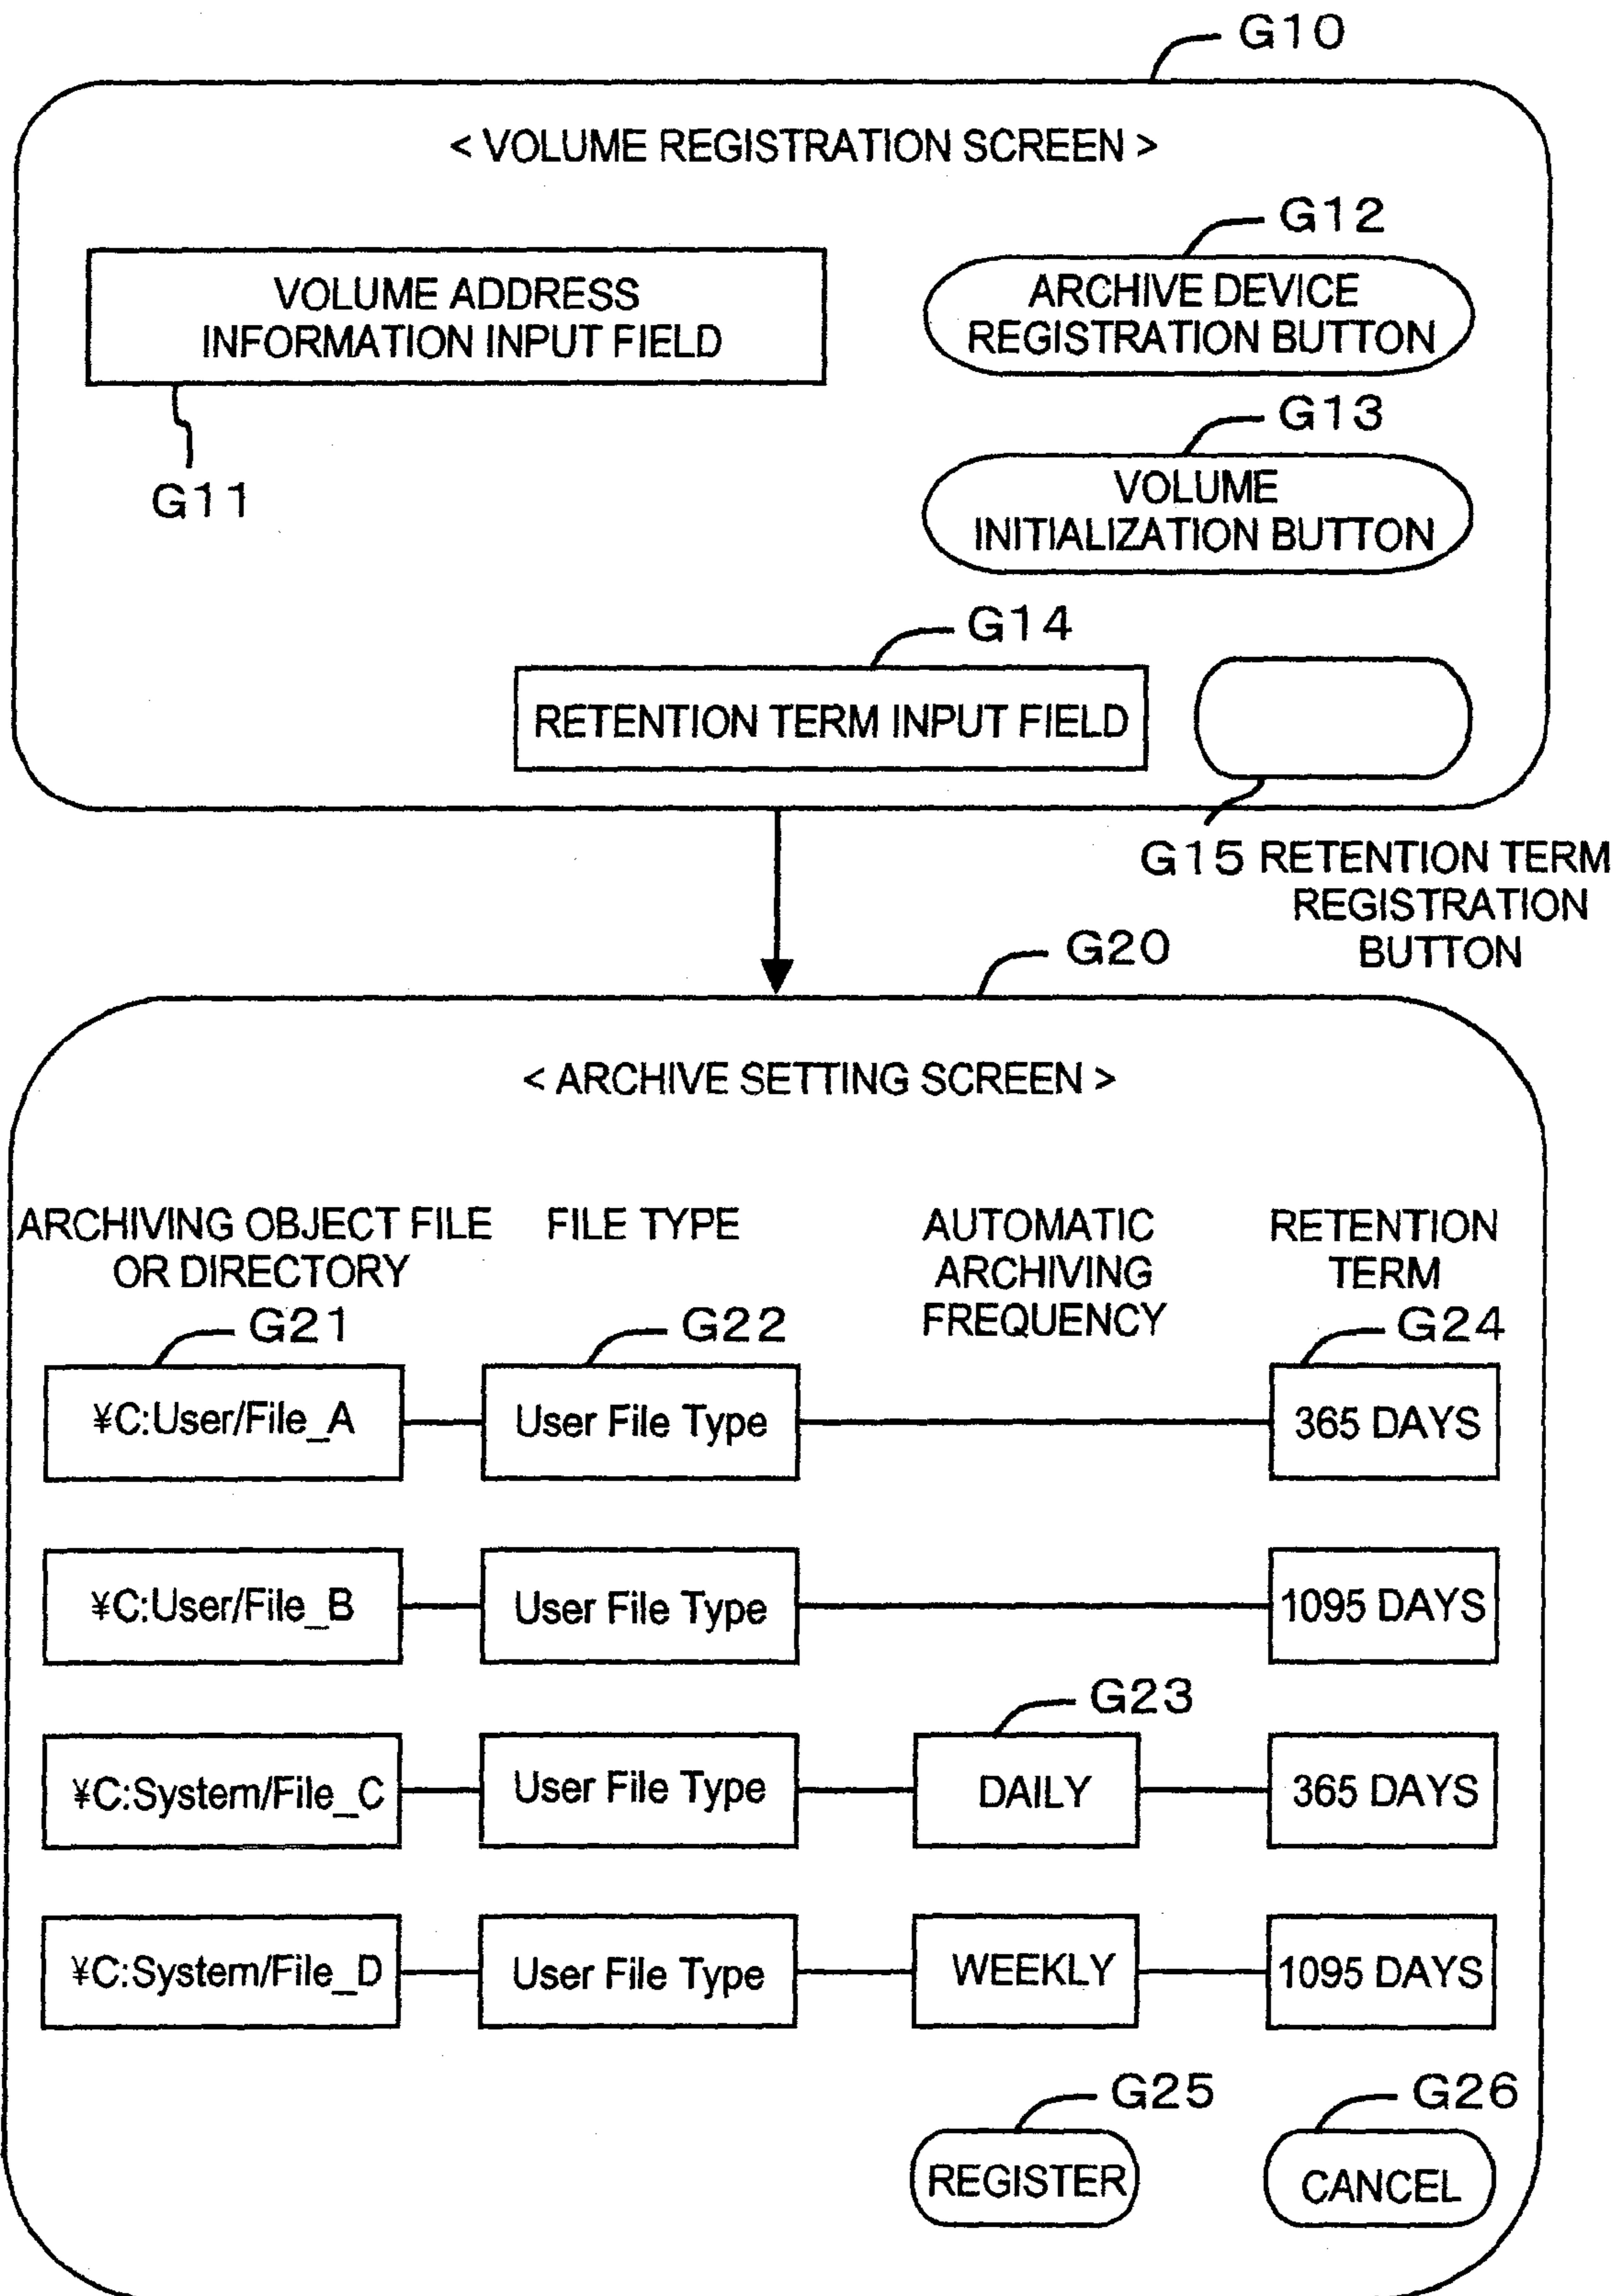 G10
< VOLUME REGISTRATION SCREEN >
G12
VOLUME ADDRESS
INFORMATION INPUT FIELD
ARCHIVE DEVICE
REGISTRATION BUTTON
G11
G13
VOLUME
INITIALIZATION BUTTON
G14
RETENTION TERM INPUT FIELD
G15 RETENTION TERM
REGISTRATION
BUTTON
G20
< ARCHIVE SETTING SCREEN >
ARCHIVING OBJECT FILE
OR DIRECTORY
FILE TYPE
AUTOMATIC
ARCHIVING
FREQUENCY
RETENTION
TERM
G21
G22
G24
¥C:User/File_A
User File Type
365 DAYS
¥C:User/File_B
User File Type
1095 DAYS
G23
¥C:System/File_C
User File Type
DAILY
365 DAYS
¥C:System/File_D
User File Type
WEEKLY
1095 DAYS
G25
G26
REGISTER
CANCEL